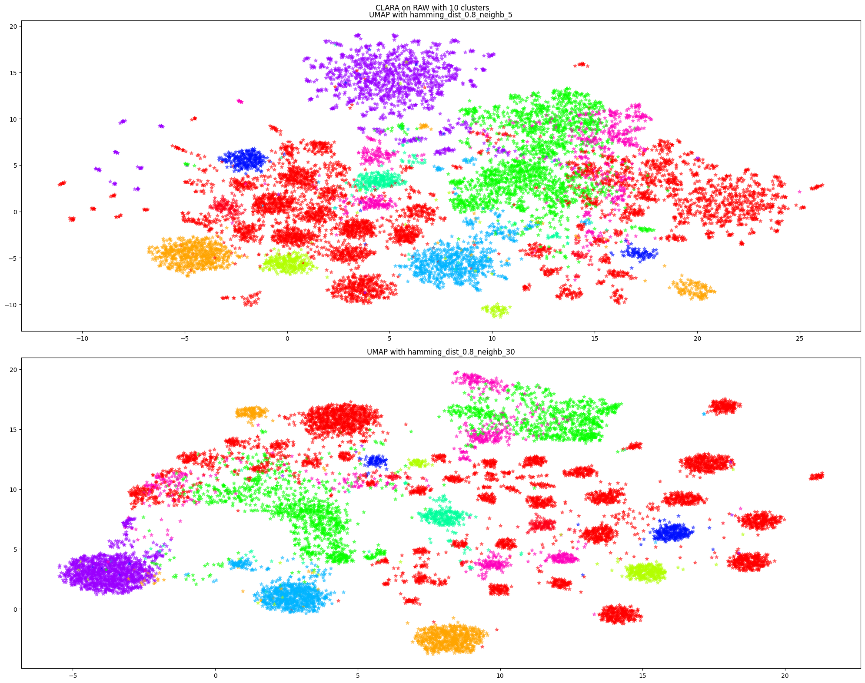 CLARA on RAW with 10 clusters
UMAP with hamming_dist_0.8_neighb_5
20
15
10
5
0
−5
−10
−10 −5 0 5 10 15 20 25
UMAP with hamming_dist_0.8_neighb_30
20
15
10
5
0
−5 0 5 10 15 20